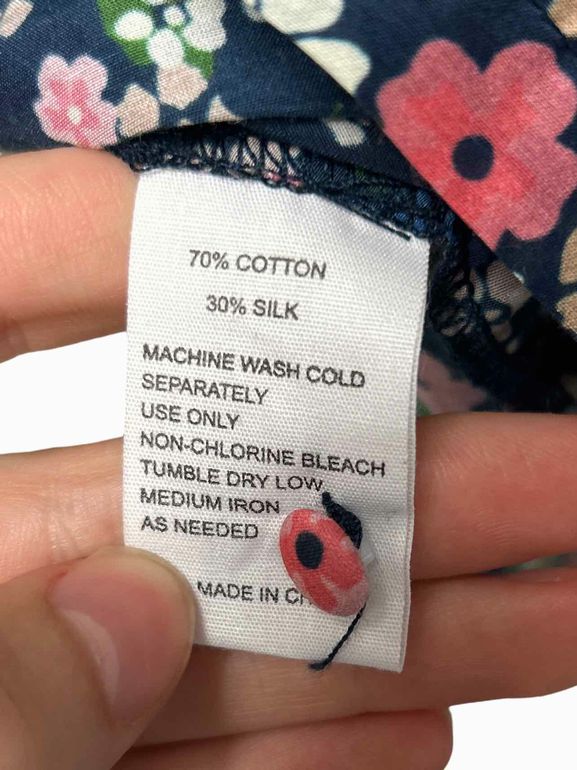 70% COTTON
30% SILK
MACHINE WASH COLD
SEPARATELY
USE ONLY
NON-CHLORINE BLEACH
TUMBLE DRY LOW
MEDIUM IRON
AS NEEDED
MADE IN